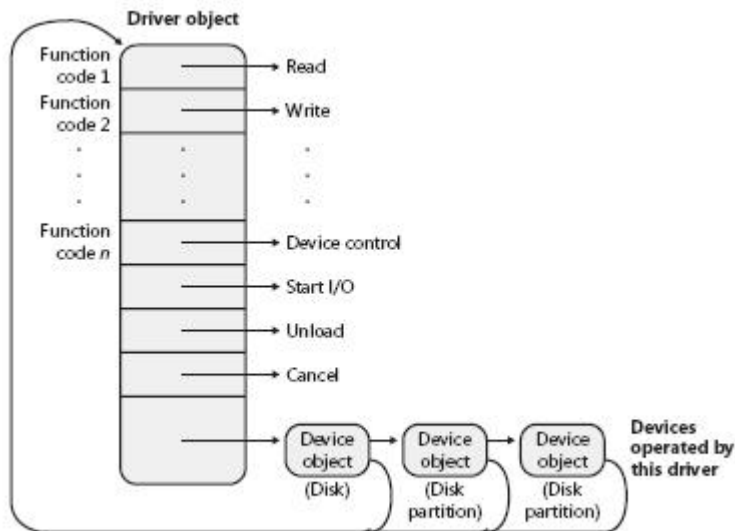 Driver object
Function
code 1
Read
Function
code 2
Write
Function
code n
Device control
Start I/O
Unload
Cancel
Device
object
(Disk)
Device
object
(Disk
partition)
Device
object
(Disk
partition)
Devices
operated by
this driver